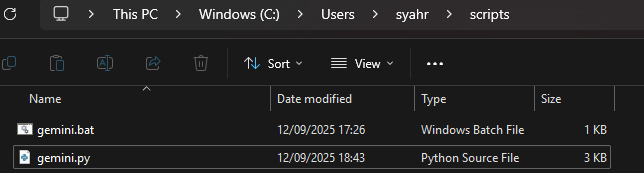 This PC > Windows (C:) > Users > syahr > scripts
Sort View
Name Date modified Type Size
gemini.bat 12/09/2025 17:26 Windows Batch File 1 KB
gemini.py 12/09/2025 18:43 Python Source File 3 KB